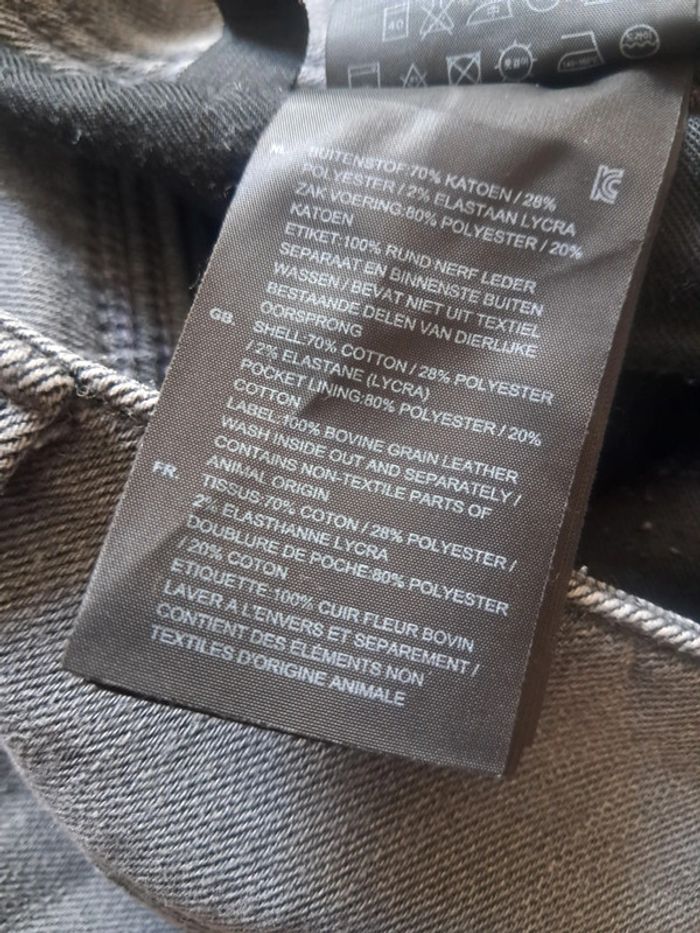 40
NL. BUITENSTOF:70% KATOEN / 28%
POLYESTER / 2% ELASTAAN LYCRA
ZAK VOERING:80% POLYESTER / 20%
KATOEN
ETIKET:100% RUND NERF LEDER
SEPARAAT EN BINNENSTE BUITEN
WASSEN / BEVAT NIET UIT TEXTIEL
BESTAANDE DELEN VAN DIERLIJKE
OORSPRONG
GB. SHELL:70% COTTON / 28% POLYESTER
/ 2% ELASTANE (LYCRA)
POCKET LINING:80% POLYESTER / 20%
COTTON
LABEL:100% BOVINE GRAIN LEATHER
WASH INSIDE OUT AND SEPARATELY /
CONTAINS NON-TEXTILE PARTS OF
ANIMAL ORIGIN
FR. TISSUS:70% COTON / 28% POLYESTER /
2% ELASTHANNE LYCRA
DOUBLURE DE POCHE:80% POLYESTER
/ 20% COTON
ETIQUETTE:100% CUIR FLEUR BOVIN
LAVER A L'ENVERS ET SEPAREMENT /
CONTIENT DES ELÉMENTS NON
TEXTILES D'ORIGINE ANIMALE